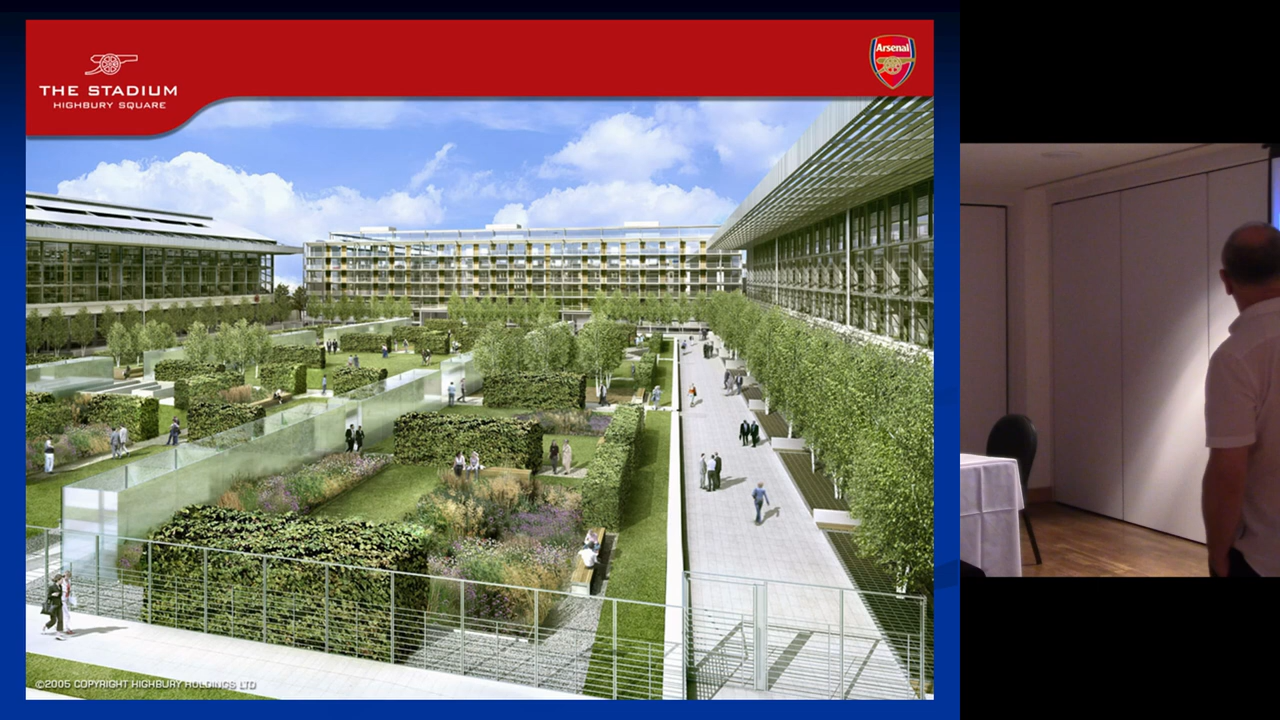 THE STADIUM
HIGHBURY SQUARE
Arsenal
©2005 COPYRIGHT HIGHBURY HOLDINGS LTD